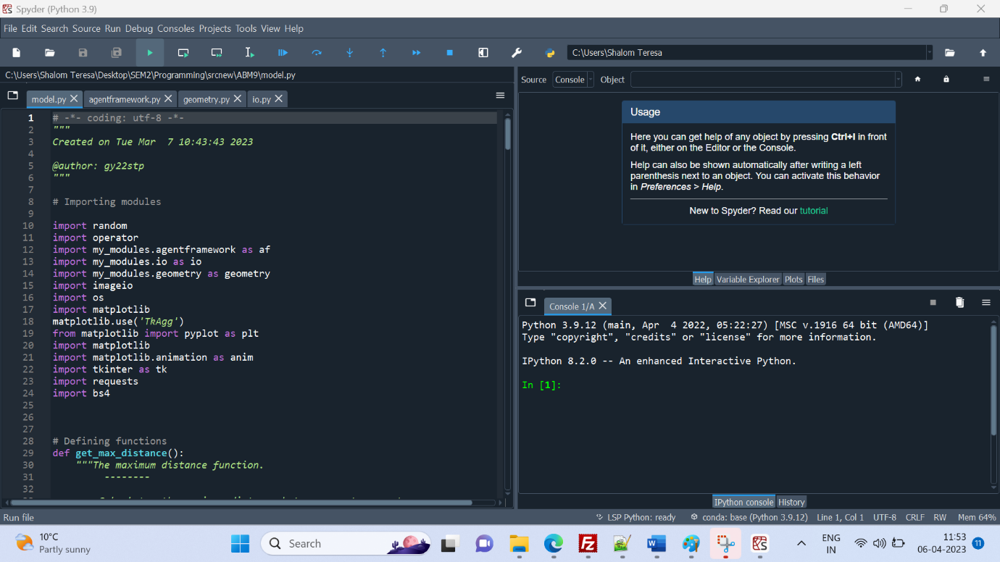 Spyder (Python 3.9)
File Edit Search Source Run Debug Consoles Projects Tools View Help
C:\Users\Shalom Teresa
C:\Users\Shalom Teresa\Desktop\SEM2\Programming\srcnew\ABM9\model.py
model.py
agentframework.py
geometry.py
io.py
1 # -*- coding: utf-8 -*-
2 """
3 Created on Tue Mar  7 10:43:43 2023
4
5 @author: gy22stp
6 """
7
8 # Importing modules
9
10 import random
11 import operator
12 import my_modules.agentframework as af
13 import my_modules.io as io
14 import my_modules.geometry as geometry
15 import imageio
16 import os
17 import matplotlib
18 matplotlib.use('TkAgg')
19 from matplotlib import pyplot as plt
20 import matplotlib
21 import matplotlib.animation as anim
22 import tkinter as tk
23 import requests
24 import bs4
25
26
27
28 # Defining functions
29 def get_max_distance():
30 """The maximum distance function.
31 --------
32
Source Console Object
Usage
Here you can get help of any object by pressing Ctrl+I in front
of it, either on the Editor or the Console.
Help can also be shown automatically after writing a left
parenthesis next to an object. You can activate this behavior
in Preferences > Help.
New to Spyder? Read our tutorial
Help Variable Explorer Plots Files
Console 1/A
Python 3.9.12 (main, Apr  4 2022, 05:22:27) [MSC v.1916 64 bit (AMD64)]
Type "copyright", "credits" or "license" for more information.
IPython 8.2.0 -- An enhanced Interactive Python.
In [1]:
IPython console History
Run file
LSP Python: ready
conda: base (Python 3.9.12)
Line 1, Col 1
UTF-8
CRLF
RW
Mem 64%
10°C
Partly sunny
Search
ENG
IN
11:53
06-04-2023
11